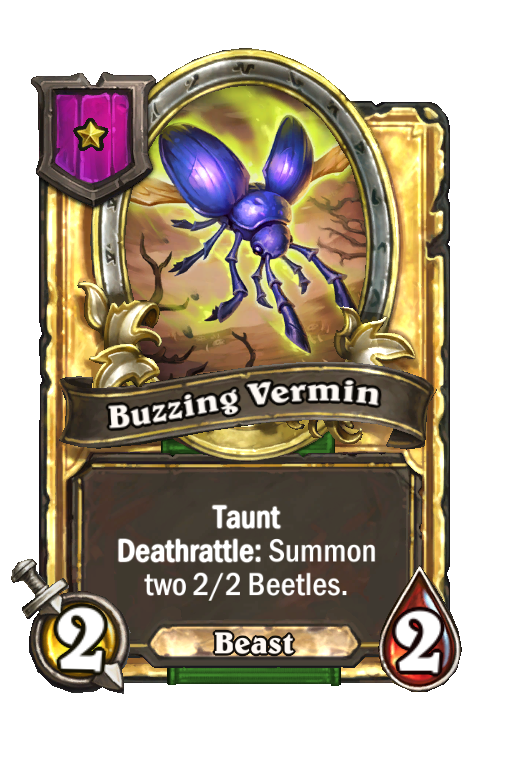 Buzzing Vermin
Taunt
Deathrattle: Summon
two 2/2 Beetles.
2
Beast
2